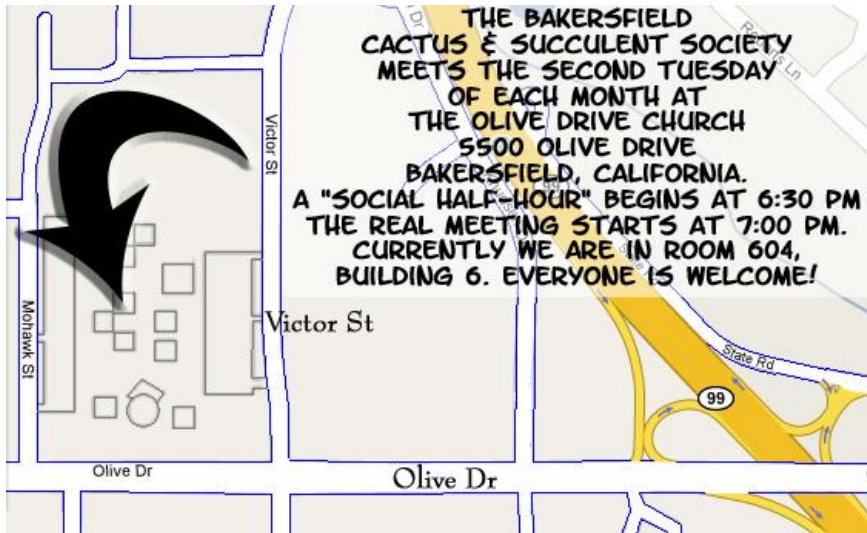 THE BAKERSFIELD
CACTUS & SUCCULENT SOCIETY
MEETS THE SECOND TUESDAY
OF EACH MONTH AT
THE OLIVE DRIVE CHURCH
5500 OLIVE DRIVE
BAKERSFIELD, CALIFORNIA.
A "SOCIAL HALF-HOUR" BEGINS AT 6:30 PM
THE REAL MEETING STARTS AT 7:00 PM.
CURRENTLY WE ARE IN ROOM 604,
BUILDING 6. EVERYONE IS WELCOME!
Dr
Victor St
Mohawk St
Victor St
State Rd
99
Olive Dr
Olive Dr